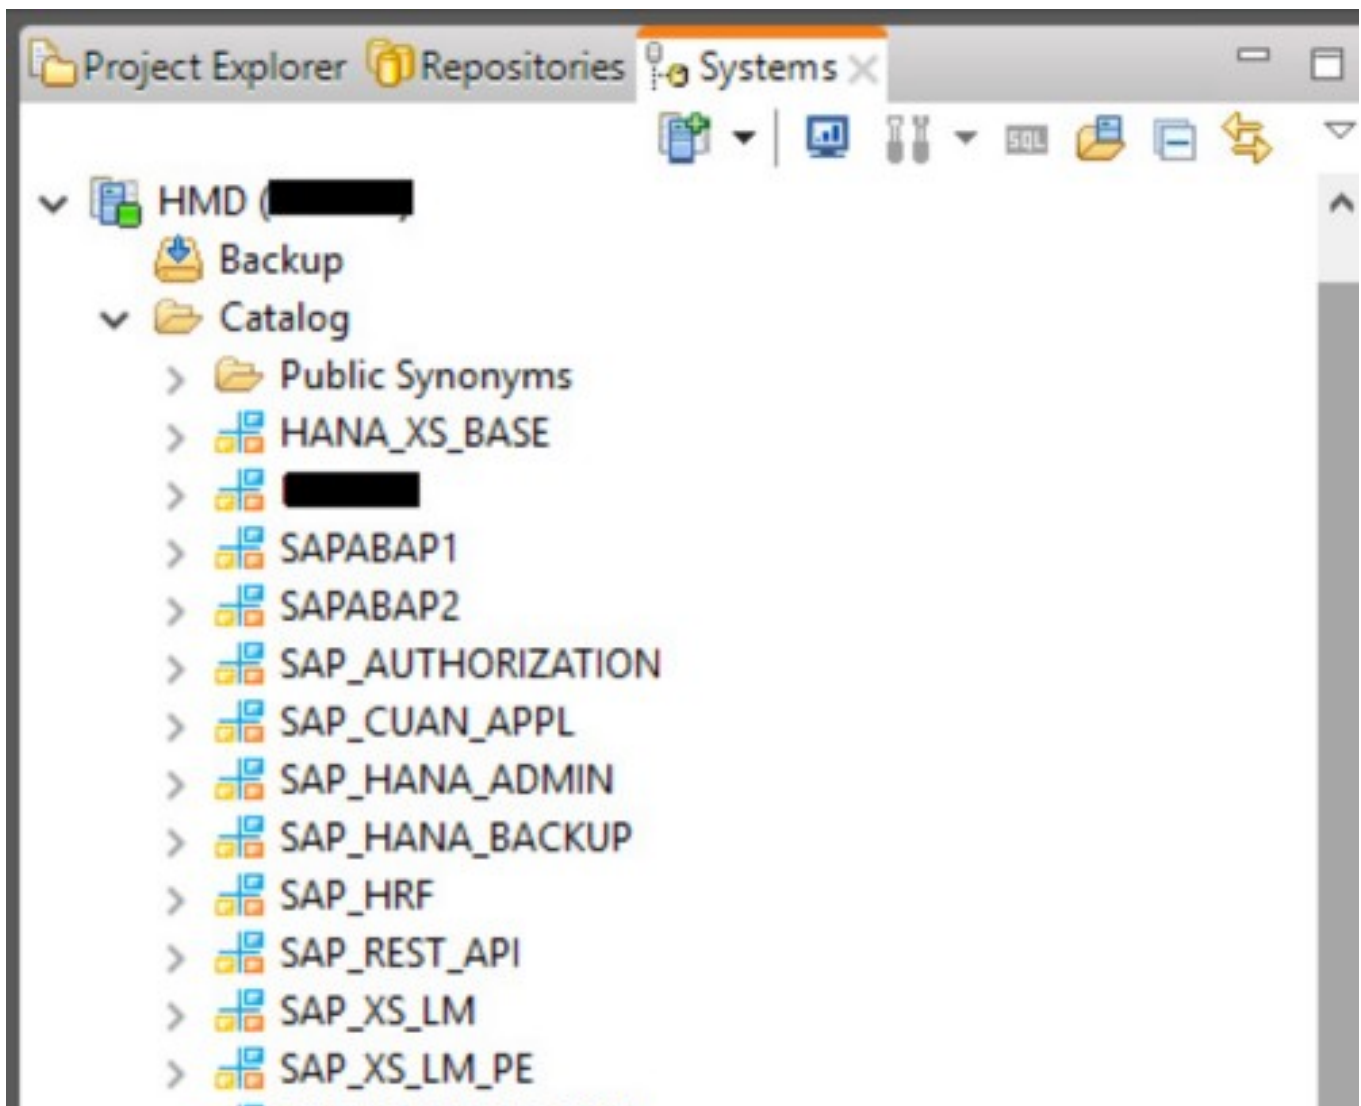 Project Explorer Repositories Systems
SQL
HMD (
Backup
Catalog
Public Synonyms
HANA_XS_BASE
SAPABAP1
SAPABAP2
SAP_AUTHORIZATION
SAP_CUAN_APPL
SAP_HANA_ADMIN
SAP_HANA_BACKUP
SAP_HRF
SAP_REST_API
SAP_XS_LM
SAP_XS_LM_PE